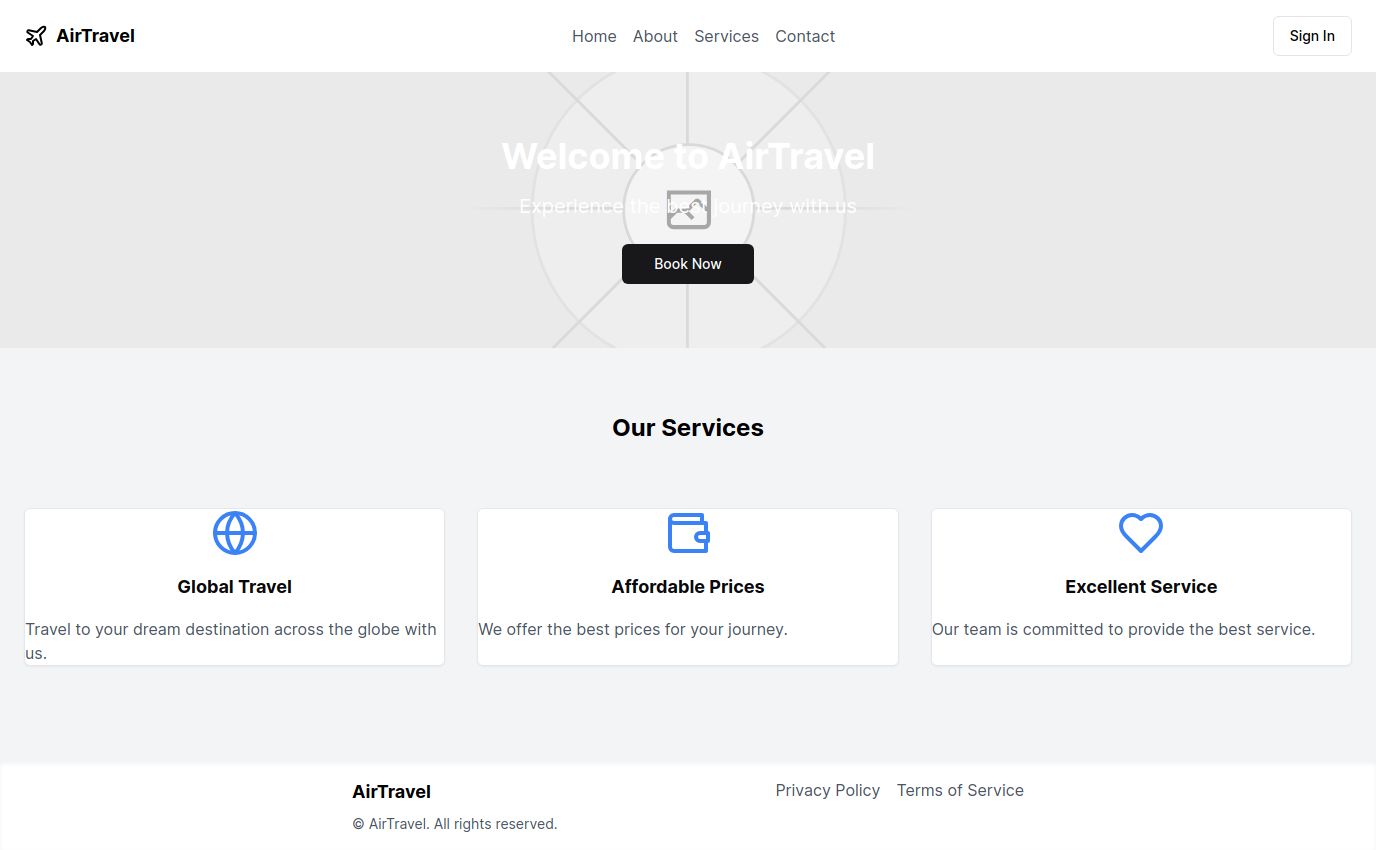 AirTravel
Home About Services Contact
Sign In
Welcome to AirTravel
Experience the best journey with us
Book Now
Our Services
Global Travel
Travel to your dream destination across the globe with
us.
Affordable Prices
We offer the best prices for your journey.
Excellent Service
Our team is committed to provide the best service.
AirTravel
© AirTravel. All rights reserved.
Privacy Policy Terms of Service